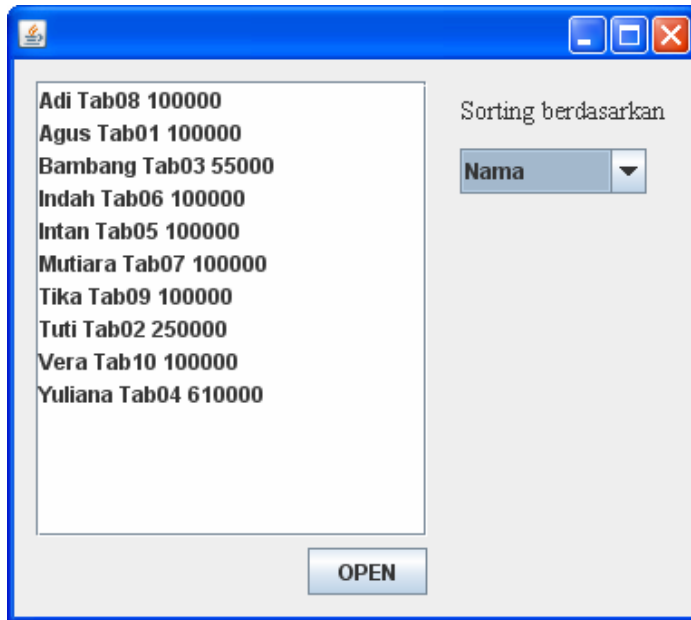 Adi Tab08 100000
Agus Tab01 100000
Bambang Tab03 55000
Indah Tab06 100000
Intan Tab05 100000
Mutiara Tab07 100000
Tika Tab09 100000
Tuti Tab02 250000
Vera Tab10 100000
Yuliana Tab04 610000
Sorting berdasarkan
Nama
OPEN